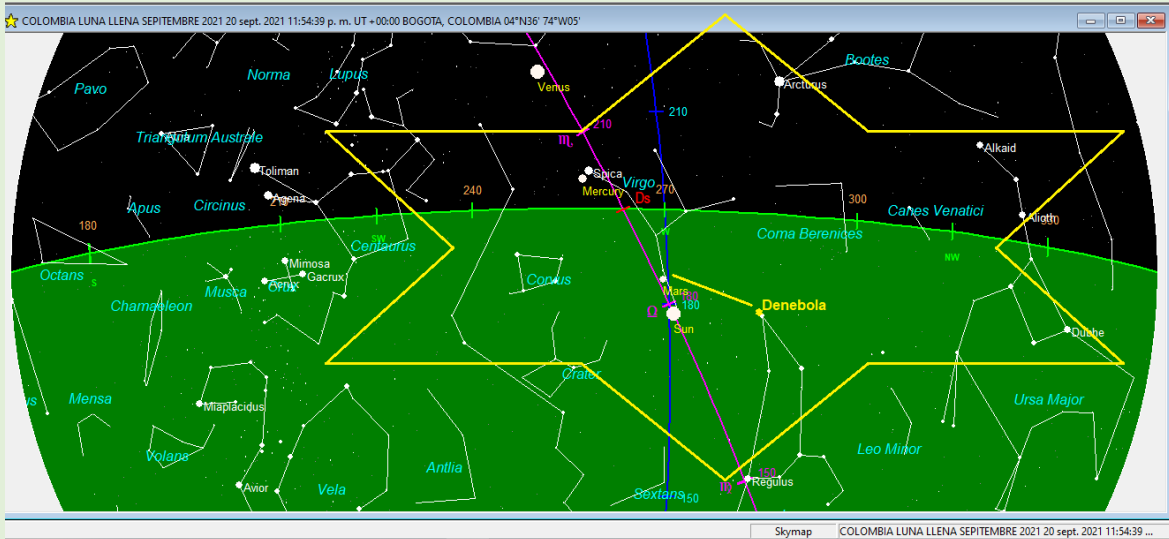 COLOMBIA LUNA LLENA SEPITEMBRE 2021 20 sept. 2021 11:54:39 p. m. UT +00:00 BOGOTA, COLOMBIA 04°N36' 74°W05'
Norma
Lupus
Venus
Bootes
Pavo
Arcturus
210
210
♏
Triangulum Australe
Alkaid
Toliman
Spica
Mercury
Virgo
Agena
240
270
Ds
300
Apus
Circinus
Canes Venatici
Alioth
180
S
SW
W
Coma Berenices
NW
Centaurus
Octans
Mimosa
Gacrux
Acrux
Musca
Corvus
Mars
Chamaeleon
180
Denebola
Sun
Dubhe
Crater
Mensa
Miaplacidus
Ursa Major
Volans
Antlia
Leo Minor
Avior
Vela
Sextans
150
♍
150
Regulus
Skymap
COLOMBIA LUNA LLENA SEPITEMBRE 2021 20 sept. 2021 11:54:39 ...